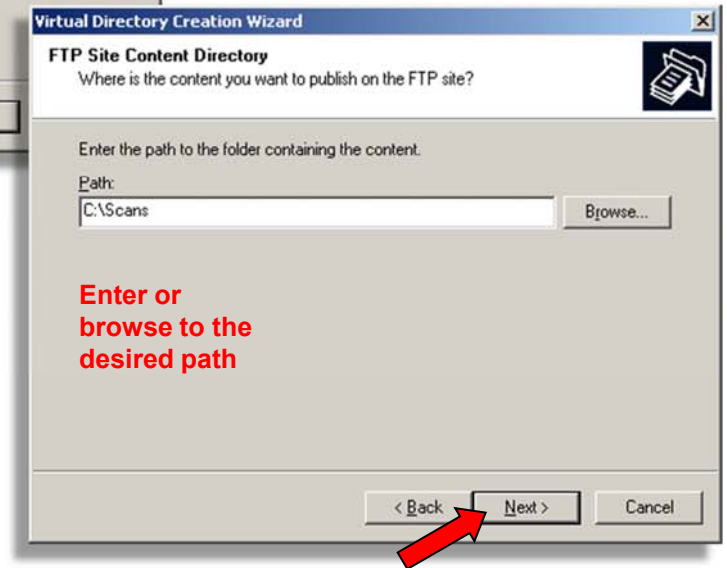 Virtual Directory Creation Wizard
FTP Site Content Directory
Where is the content you want to publish on the FTP site?
Enter the path to the folder containing the content.
Path:
C:\Scans
Browse...
Enter or
browse to the
desired path
< Back
Next >
Cancel